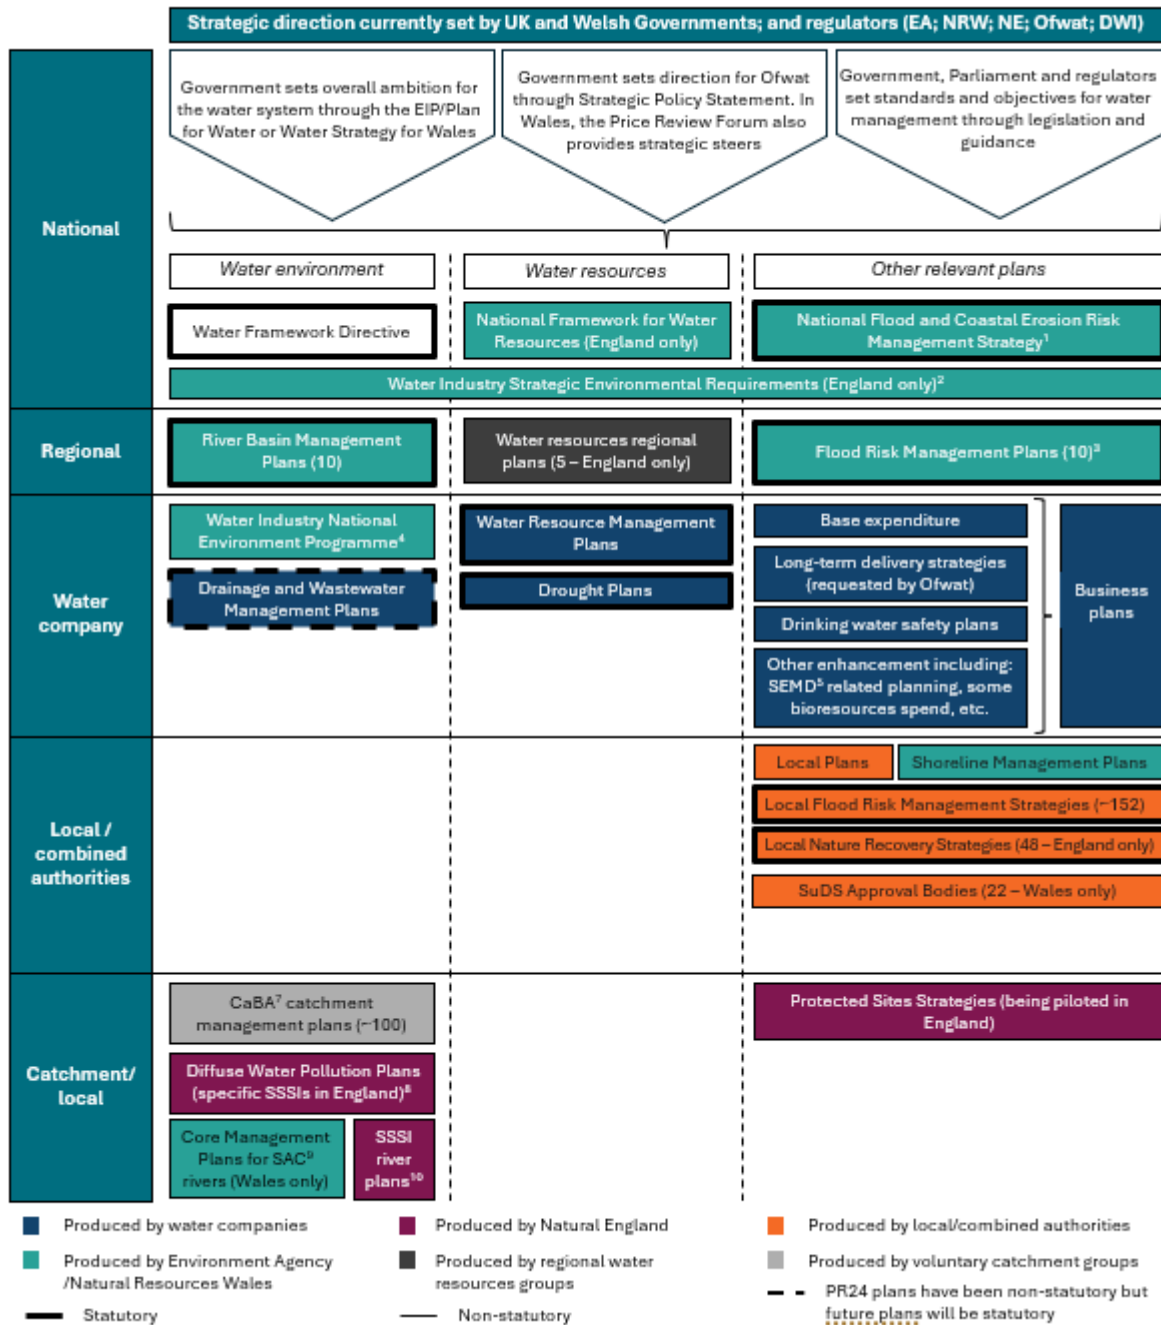 Strategic direction currently set by UK and Welsh Governments; and regulators (EA; NRW; NE; Ofwat; DWI)
National
Government sets overall ambition for
the water system through the EIP/Plan
for Water or Water Strategy for Wales
Government sets direction for Ofwat
through Strategic Policy Statement. In
Wales, the Price Review Forum also
provides strategic steers
Government, Parliament and regulators
set standards and objectives for water
management through legislation and
guidance
Water environment
Water resources
Other relevant plans
Water Framework Directive
National Framework for Water
Resources (England only)
National Flood and Coastal Erosion Risk
Management Strategy¹
Water Industry Strategic Environmental Requirements (England only)²
Regional
River Basin Management
Plans (10)
Water resources regional
plans (5 – England only)
Flood Risk Management Plans (10)³
Water
company
Water Industry National
Environment Programme⁴
Drainage and Wastewater
Management Plans
Water Resource Management
Plans
Drought Plans
Base expenditure
Long-term delivery strategies
(requested by Ofwat)
Drinking water safety plans
Other enhancement including:
SEMD⁵ related planning, some
bioresources spend, etc.
Business
plans
Local /
combined
authorities
Local Plans
Shoreline Management Plans
Local Flood Risk Management Strategies (~152)
Local Nature Recovery Strategies (48 – England only)
SuDS Approval Bodies (22 – Wales only)
Catchment/
local
CaBA⁷ catchment
management plans (~100)
Diffuse Water Pollution Plans
(specific SSSIs in England)⁸
Core Management
Plans for SAC⁹
rivers (Wales only)
SSSI
river
plans¹⁰
Protected Sites Strategies (being piloted in
England)
Produced by water companies
Produced by Natural England
Produced by local/combined authorities
Produced by Environment Agency
/Natural Resources Wales
Produced by regional water
resources groups
Produced by voluntary catchment groups
Statutory
Non-statutory
PR24 plans have been non-statutory but
future plans will be statutory